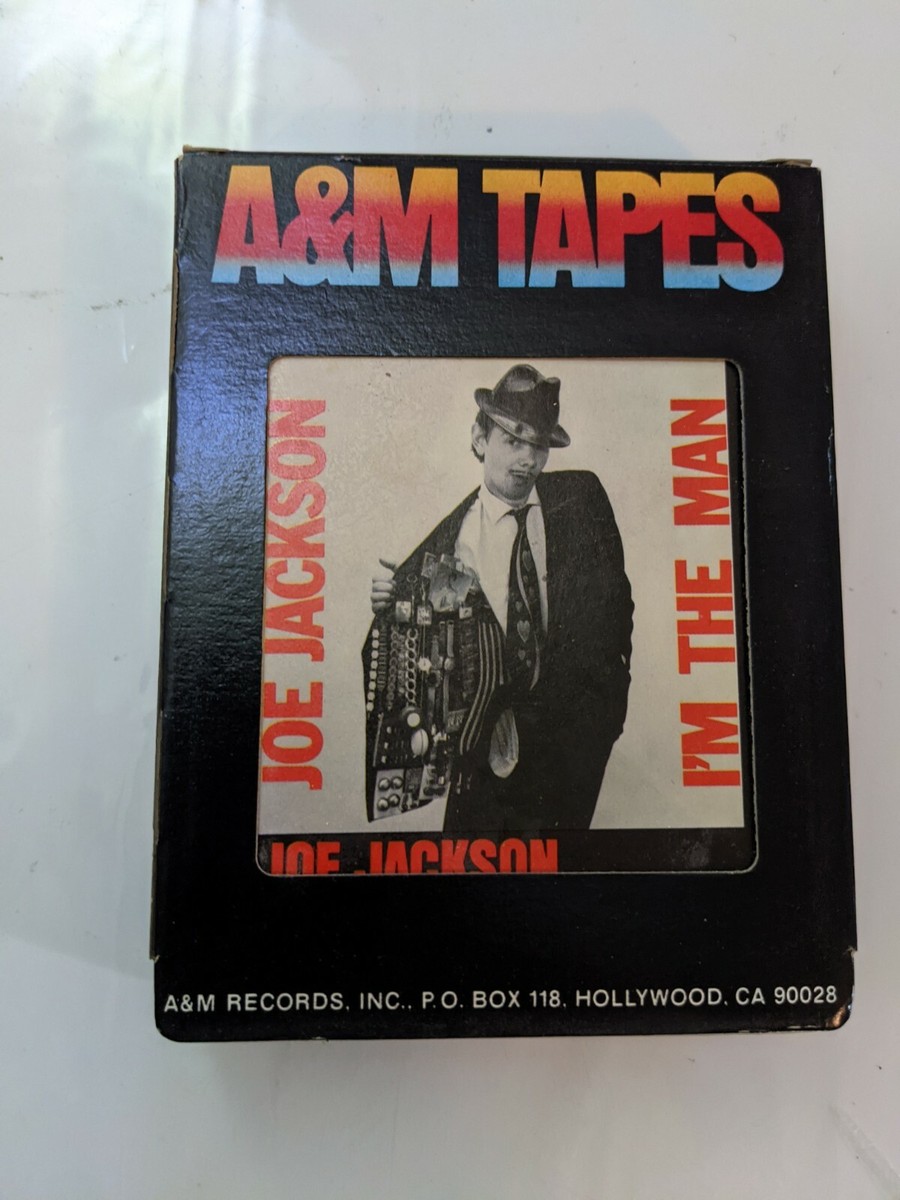 A&M TAPES
JOE JACKSON
I'M THE MAN
JOE JACKSON
A&M RECORDS, INC., P.O. BOX 118, HOLLYWOOD, CA 90028